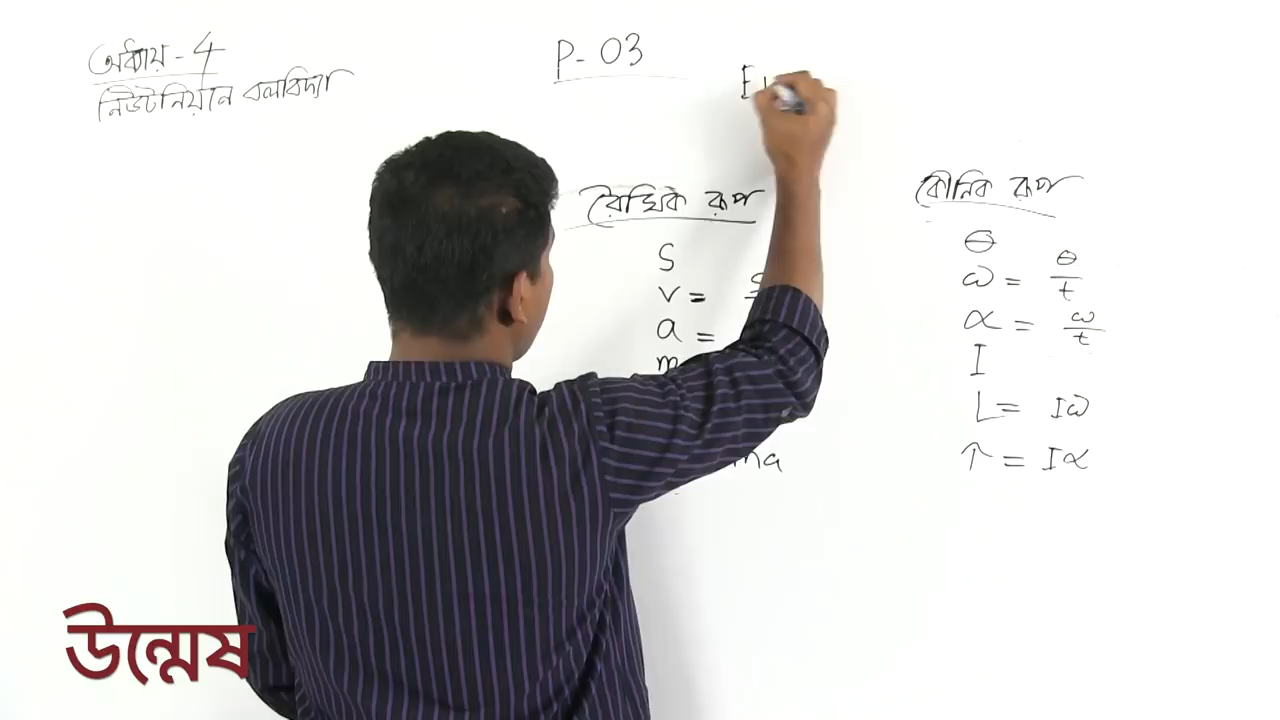 অধ্যায় - 4
নিউটনিয়ান বলবিদ্যা
P- 03
রৈখিক রূপ
S
v =
a =
m
ma
কৌনিক রূপ
θ
ω = θ/t
α = ω/t
I
L = Iω
τ = Iα
উন্মেষ